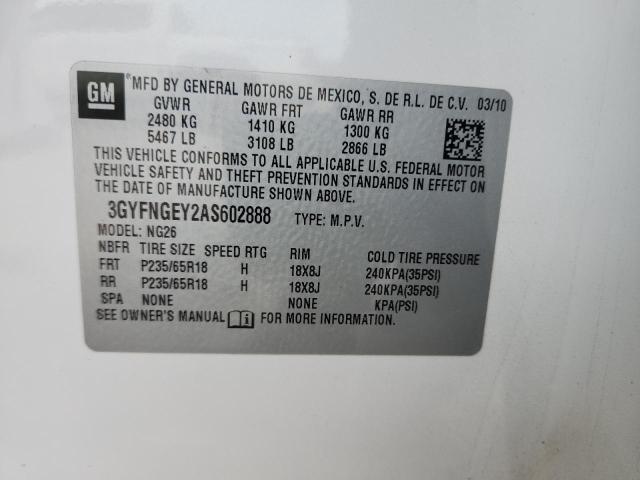 GM
*MFD BY GENERAL MOTORS DE MEXICO, S. DE R.L. DE C.V. 03/10
GVWR GAWR FRT GAWR RR
2480 KG 1410 KG 1300 KG
5467 LB 3108 LB 2866 LB
THIS VEHICLE CONFORMS TO ALL APPLICABLE U.S. FEDERAL MOTOR
VEHICLE SAFETY AND THEFT PREVENTION STANDARDS IN EFFECT ON
THE DATE OF MANUFACTURE SHOWN ABOVE.
3GYFNGEY2AS602888 TYPE: M.P.V.
MODEL: NG26
NBFR TIRE SIZE SPEED RTG RIM COLD TIRE PRESSURE
FRT P235/65R18 H 18X8J 240KPA(35PSI)
RR P235/65R18 H 18X8J 240KPA(35PSI)
SPA NONE NONE KPA(PSI)
SEE OWNER'S MANUAL FOR MORE INFORMATION.